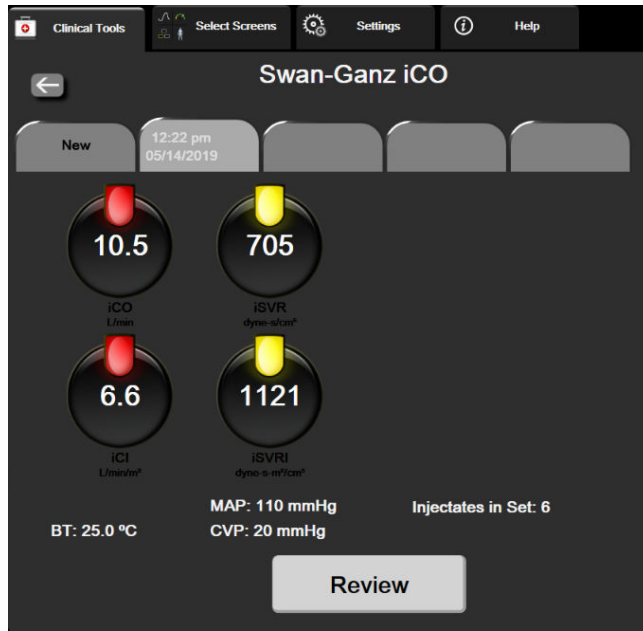 Clinical Tools
Select Screens
Settings
Help
Swan-Ganz iCO
New
12:22 pm
05/14/2019
10.5
705
iCO
L/min
iSVR
dyne-s/cm⁵
6.6
1121
iCI
L/min/m²
iSVRI
dyne-s-m²/cm⁵
MAP: 110 mmHg
Injectates in Set: 6
BT: 25.0 ºC
CVP: 20 mmHg
Review